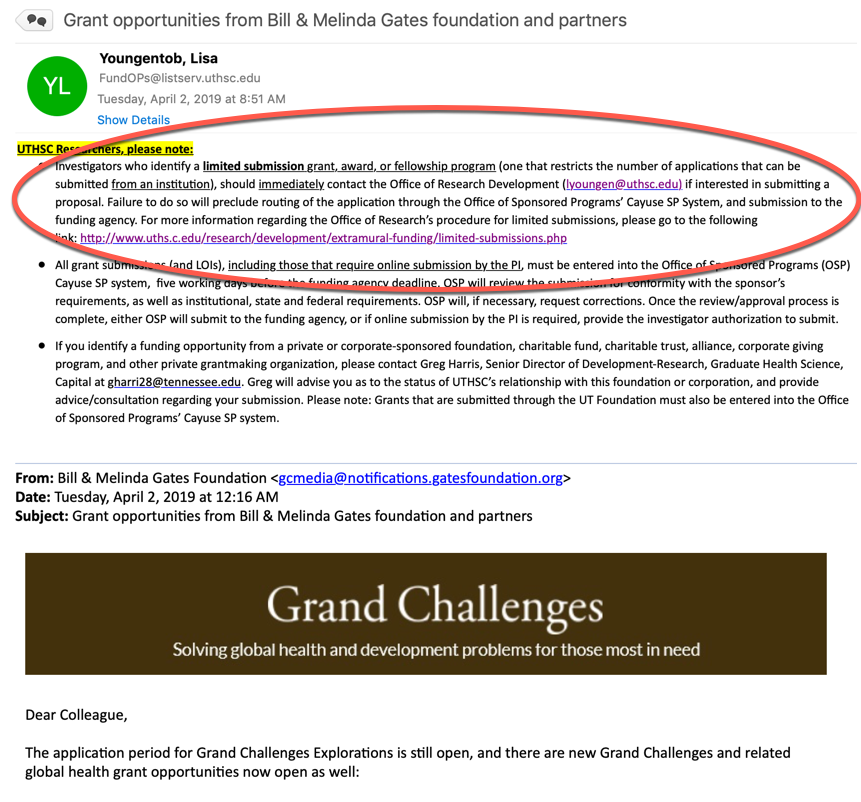 Grant opportunities from Bill & Melinda Gates foundation and partners
YL
Youngentob, Lisa
FundOPs@listserv.uthsc.edu
Tuesday, April 2, 2019 at 8:51 AM
Show Details
UTHSC Researchers, please note:
Investigators who identify a limited submission grant, award, or fellowship program (one that restricts the number of applications that can be
submitted from an institution), should immediately contact the Office of Research Development (lyoungen@uthsc.edu) if interested in submitting a
proposal. Failure to do so will preclude routing of the application through the Office of Sponsored Programs' Cayuse SP System, and submission to the
funding agency. For more information regarding the Office of Research's procedure for limited submissions, please go to the following
link: http://www.uths.c.edu/research/development/extramural-funding/limited-submissions.php
• All grant submissions (and LOIs), including those that require online submission by the PI, must be entered into the Office of Sponsored Programs (OSP)
Cayuse SP system, five working days before the funding agency deadline. OSP will review the submission for conformity with the sponsor's
requirements, as well as institutional, state and federal requirements. OSP will, if necessary, request corrections. Once the review/approval process is
complete, either OSP will submit to the funding agency, or if online submission by the PI is required, provide the investigator authorization to submit.
• If you identify a funding opportunity from a private or corporate-sponsored foundation, charitable fund, charitable trust, alliance, corporate giving
program, and other private grantmaking organization, please contact Greg Harris, Senior Director of Development-Research, Graduate Health Science,
Capital at gharri28@tennessee.edu. Greg will advise you as to the status of UTHSC's relationship with this foundation or corporation, and provide
advice/consultation regarding your submission. Please note: Grants that are submitted through the UT Foundation must also be entered into the Office
of Sponsored Programs' Cayuse SP system.
From: Bill & Melinda Gates Foundation <gcmedia@notifications.gatesfoundation.org>
Date: Tuesday, April 2, 2019 at 12:16 AM
Subject: Grant opportunities from Bill & Melinda Gates foundation and partners
Grand Challenges
Solving global health and development problems for those most in need
Dear Colleague,
The application period for Grand Challenges Explorations is still open, and there are new Grand Challenges and related
global health grant opportunities now open as well: